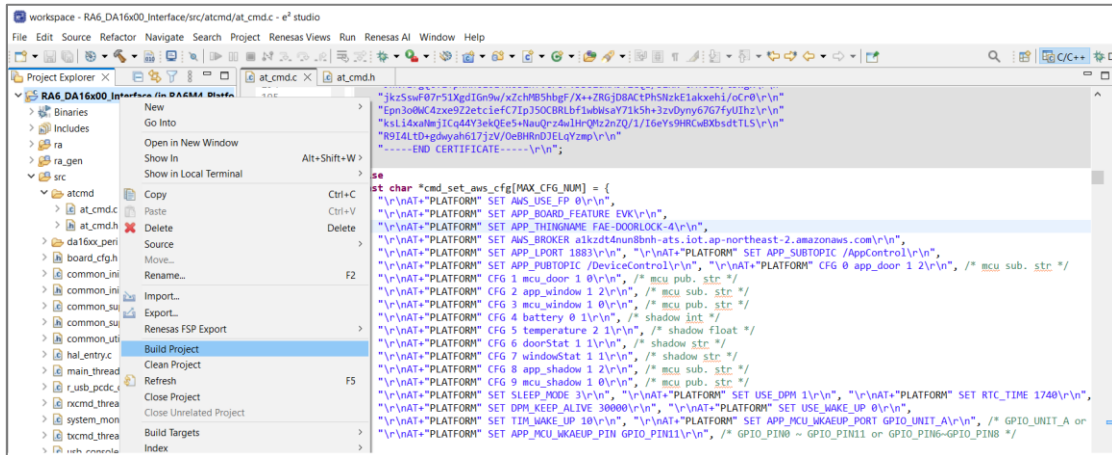 workspace - RA6_DA16x00_Interface/src/atcmd/at_cmd.c - e² studio
File Edit Source Refactor Navigate Search Project Renesas Views Run Renesas AI Window Help
C/C++
Project Explorer
at_cmd.c
at_cmd.h
RA6_DA16x00_Interface (in RA6M4_Platfo
Binaries
Includes
ra
ra_gen
src
atcmd
at_cmd.c
at_cmd.h
da16xx_peri
board_cfg.h
common_ini
common_ini
common_su
common_su
common_uti
hal_entry.c
main_thread
r_usb_pcdc_c
rxcmd_threa
system_mon
txcmd_threa
usb_console
New
Go Into
Open in New Window
Show In Alt+Shift+W
Show in Local Terminal
Copy Ctrl+C
Paste Ctrl+V
Delete Delete
Source
Move...
Rename... F2
Import...
Export...
Renesas FSP Export
Build Project
Clean Project
Refresh F5
Close Project
Close Unrelated Project
Build Targets
Index
"jkzSswF07r51XgdIGn9w/xZchMB5hbgF/X++ZRGjD8ACtPhSNzkE1akxxehi/oCr0\r\n"
"Epn3o0WC4zxe9Z2etciefC7IpJ5OCBRLbf1wbWsaY71k5h+3zvDyny67G7fyUIhz\r\n"
"ksLi4xaNmjICq44Y3ekQEe5+NauQrz4wlHrQMz2nZQ/1/I6eYs9HRCwBXbsdtTLS\r\n"
"R9I4LtD+gdwyah617jzV/OeBHRnDJELqYzmp\r\n"
"-----END CERTIFICATE-----\r\n";
se
st char *cmd_set_aws_cfg[MAX_CFG_NUM] = {
"\r\nAT+"PLATFORM" SET AWS_USE_FP 0\r\n",
"\r\nAT+"PLATFORM" SET APP_BOARD_FEATURE EVK\r\n",
"\r\nAT+"PLATFORM" SET APP_THINGNAME FAE-DOORLOCK-4\r\n",
"\r\nAT+"PLATFORM" SET AWS_BROKER a1kzdt4nun8bnh-ats.iot.ap-northeast-2.amazonaws.com\r\n",
"\r\nAT+"PLATFORM" SET APP_LPORT 1883\r\n", "\r\nAT+"PLATFORM" SET APP_SUBTOPIC /AppControl\r\n",
"\r\nAT+"PLATFORM" SET APP_PUBTOPIC /DeviceControl\r\n", "\r\nAT+"PLATFORM" CFG 0 app_door 1 2\r\n", /* mcu sub. str */
"\r\nAT+"PLATFORM" CFG 1 mcu_door 1 0\r\n", /* mcu pub. str */
"\r\nAT+"PLATFORM" CFG 2 app_window 1 2\r\n", /* mcu sub. str */
"\r\nAT+"PLATFORM" CFG 3 mcu_window 1 0\r\n", /* mcu pub. str */
"\r\nAT+"PLATFORM" CFG 4 battery 0 1\r\n", /* shadow int */
"\r\nAT+"PLATFORM" CFG 5 temperature 2 1\r\n", /* shadow float */
"\r\nAT+"PLATFORM" CFG 6 doorStat 1 1\r\n", /* shadow str */
"\r\nAT+"PLATFORM" CFG 7 windowStat 1 1\r\n", /* shadow str */
"\r\nAT+"PLATFORM" CFG 8 app_shadow 1 2\r\n", /* mcu sub. str */
"\r\nAT+"PLATFORM" CFG 9 mcu_shadow 1 0\r\n", /* mcu pub. str */
"\r\nAT+"PLATFORM" SET SLEEP_MODE 3\r\n", "\r\nAT+"PLATFORM" SET USE_DPM 1\r\n", "\r\nAT+"PLATFORM" SET RTC_TIME 1740\r\n",
"\r\nAT+"PLATFORM" SET DPM_KEEP_ALIVE 30000\r\n", "\r\nAT+"PLATFORM" SET USE_WAKE_UP 0\r\n",
"\r\nAT+"PLATFORM" SET TIM_WAKE_UP 10\r\n", "\r\nAT+"PLATFORM" SET APP_MCU_WKAEUP_PORT GPIO_UNIT_A\r\n", /* GPIO_UNIT_A or
"\r\nAT+"PLATFORM" SET APP_MCU_WKAEUP_PIN GPIO_PIN11\r\n", /* GPIO_PIN0 ~ GPIO_PIN11 or GPIO_PIN6~GPIO_PIN8 */